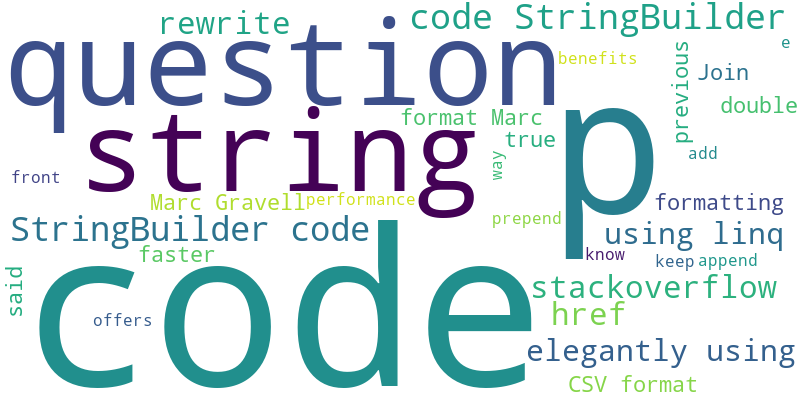 rewrite
code StringBuilder
question
e
benefits
previous
Join
double
string
format Marc
true
p
add
way
front
Marc Gravell
performance
formatting
prepend
StringBuilder code
using linq
faster
know
keep
append
said
code
stackoverflow
offers
href
elegantly using
CSV format